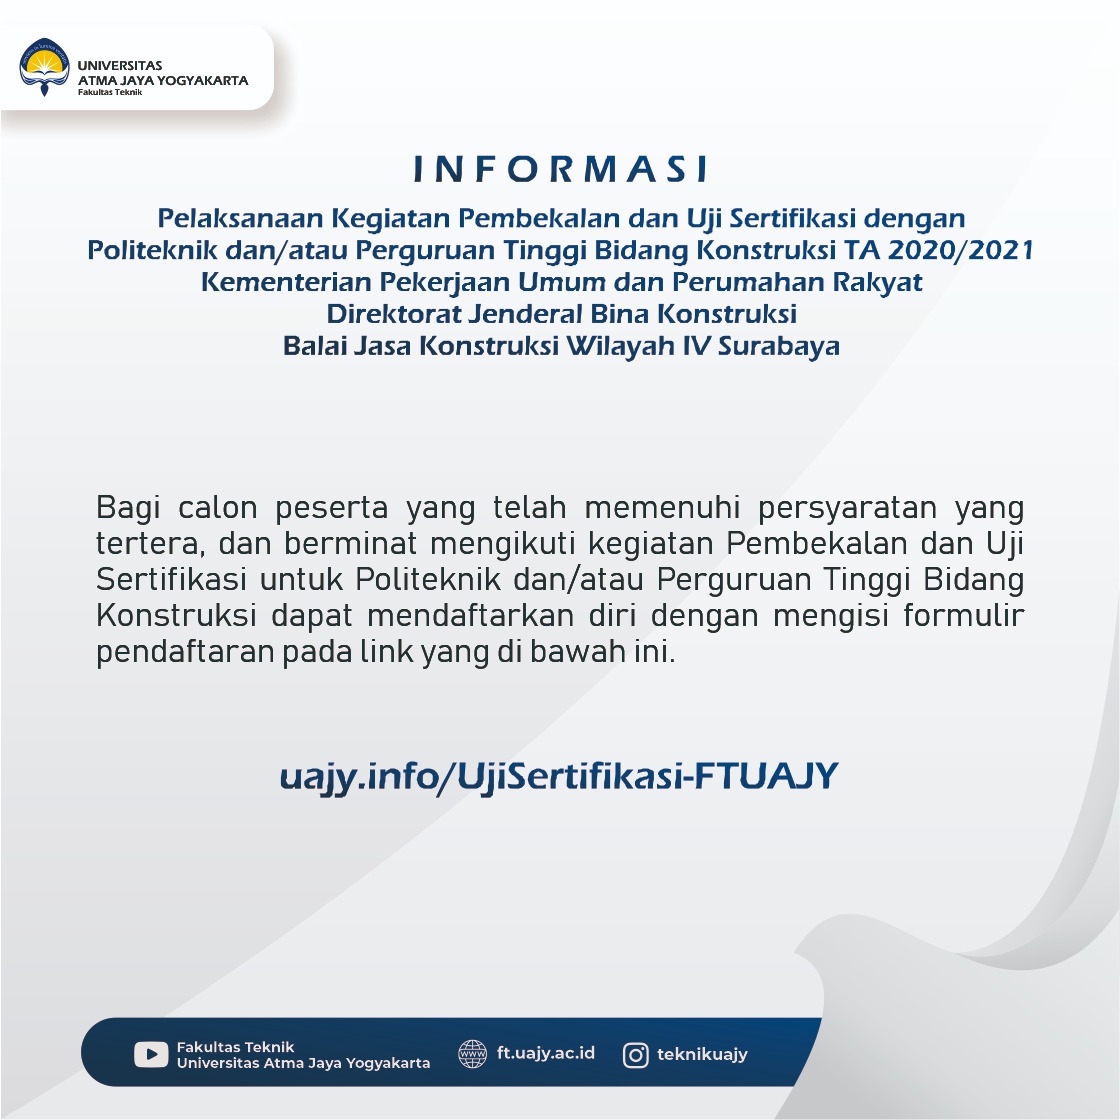 UNIVERSITAS
ATMA JAYA YOGYAKARTA
Fakultas Teknik
INFORMASI
Pelaksanaan Kegiatan Pembekalan dan Uji Sertifikasi dengan
Politeknik dan/atau Perguruan Tinggi Bidang Konstruksi TA 2020/2021
Kementerian Pekerjaan Umum dan Perumahan Rakyat
Direktorat Jenderal Bina Konstruksi
Balai Jasa Konstruksi Wilayah IV Surabaya
Bagi calon peserta yang telah memenuhi persyaratan yang
tertera, dan berminat mengikuti kegiatan Pembekalan dan Uji
Sertifikasi untuk Politeknik dan/atau Perguruan Tinggi Bidang
Konstruksi dapat mendaftarkan diri dengan mengisi formulir
pendaftaran pada link yang di bawah ini.
uajy.info/UjiSertifikasi-FTUAJY
Fakultas Teknik
Universitas Atma Jaya Yogyakarta
www
ft.uajy.ac.id
teknikuajy